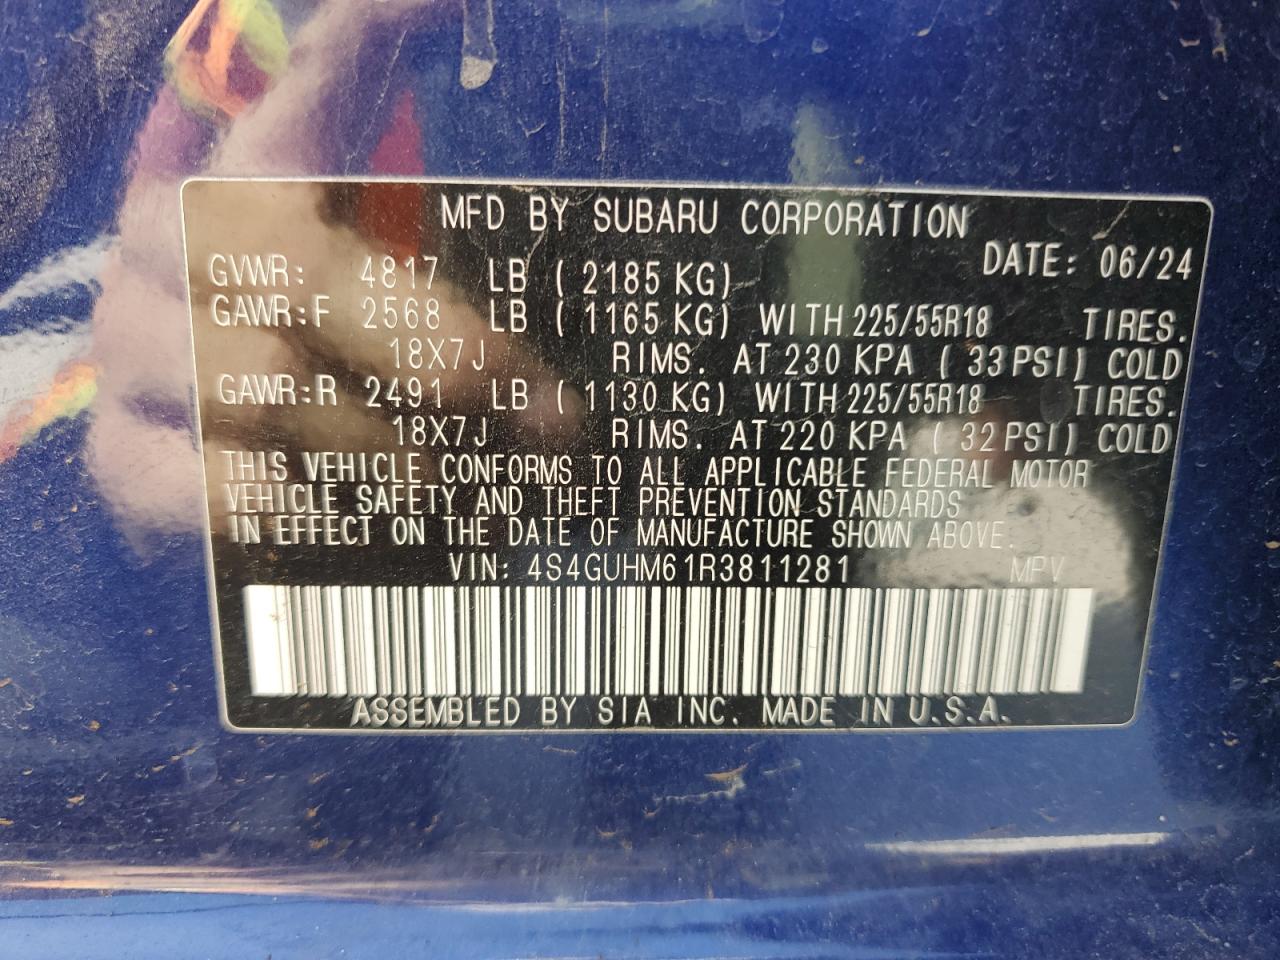 MFD BY SUBARU CORPORATION
DATE: 06/24
GVWR: 4817 LB ( 2185 KG)
GAWR:F 2568 LB ( 1165 KG) WITH 225/55R18 TIRES.
18X7J RIMS. AT 230 KPA ( 33 PSI) COLD
GAWR:R 2491 LB ( 1130 KG) WITH 225/55R18 TIRES.
18X7J RIMS. AT 220 KPA ( 32 PSI) COLD
THIS VEHICLE CONFORMS TO ALL APPLICABLE FEDERAL MOTOR
VEHICLE SAFETY AND THEFT PREVENTION STANDARDS
IN EFFECT ON THE DATE OF MANUFACTURE SHOWN ABOVE.
VIN: 4S4GUHM61R3811281 MPV
ASSEMBLED BY SIA INC. MADE IN U.S.A.